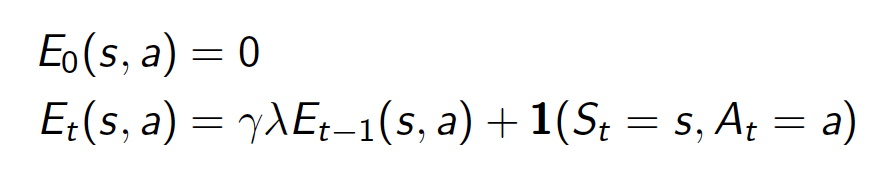 E₀(s, a) = 0
Eₜ(s, a) = γλEₜ₋₁(s, a) + 𝟏(Sₜ = s, Aₜ = a)